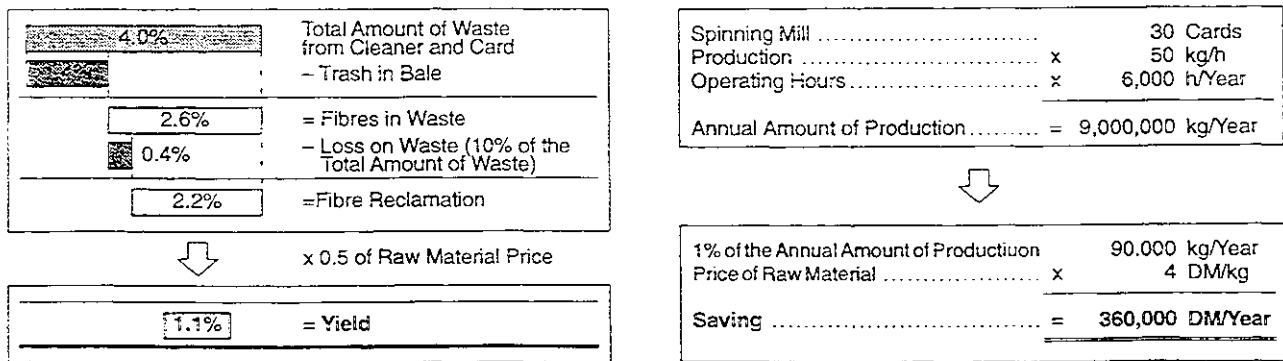 4.0%
Total Amount of Waste
from Cleaner and Card
– Trash in Bale
2.6%
= Fibres in Waste
0.4%
– Loss on Waste (10% of the
Total Amount of Waste)
2.2%
=Fibre Reclamation
x 0.5 of Raw Material Price
1.1%
= Yield
Spinning Mill .......................... 30 Cards
Production ............................ x 50 kg/h
Operating Hours ................... x 6,000 h/Year
Annual Amount of Production ......... = 9,000,000 kg/Year
1% of the Annual Amount of Productiuon 90.000 kg/Year
Price of Raw Material ..................... x 4 DM/kg
Saving .................................... = 360,000 DM/Year